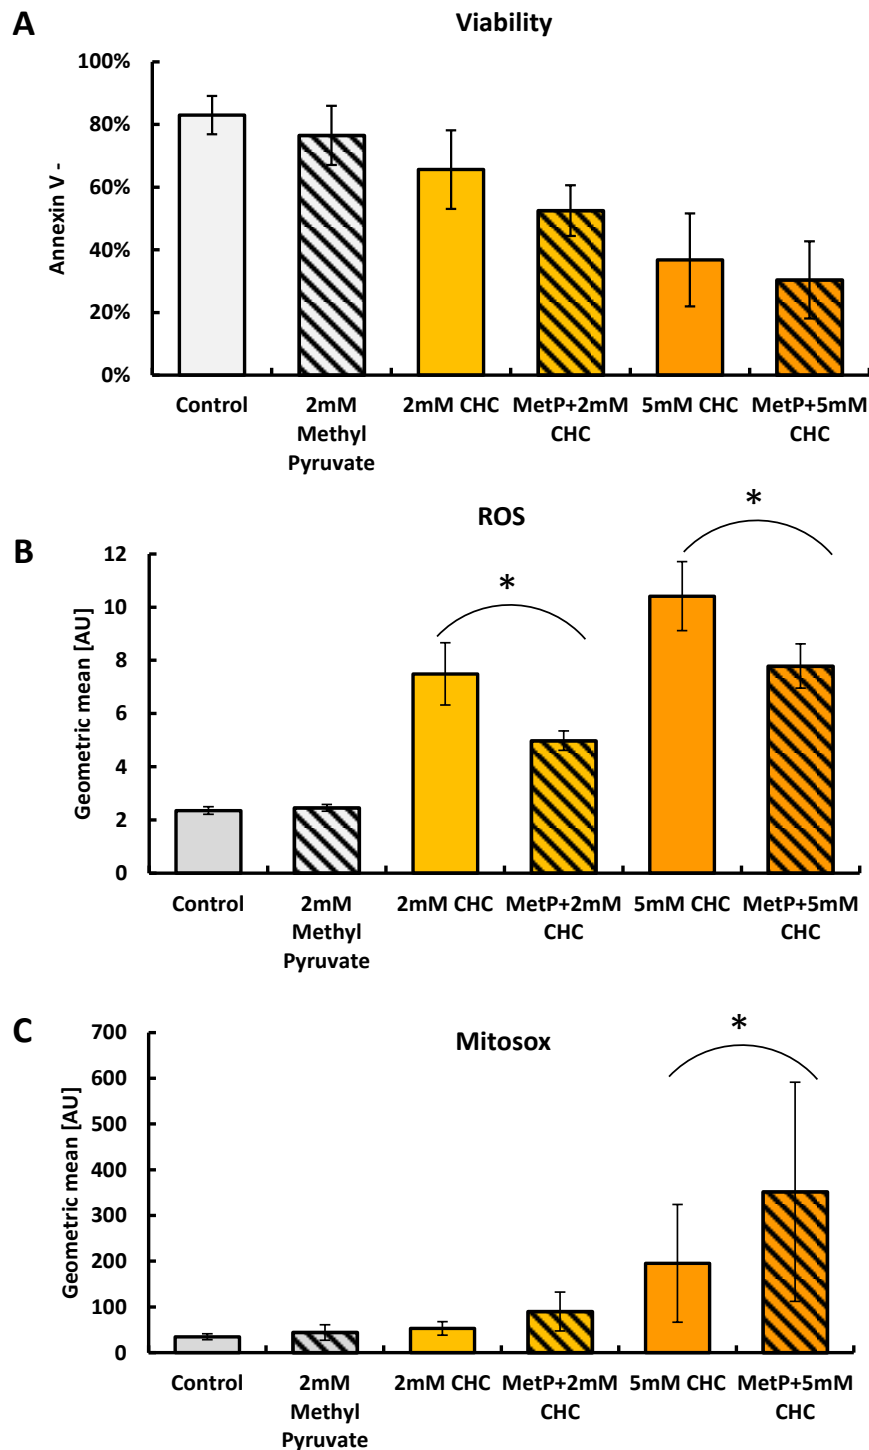 A
Viability
100%
80%
60%
40%
20%
0%
Annexin V -
Control
2mM
Methyl
Pyruvate
2mM CHC
MetP+2mM
CHC
5mM CHC
MetP+5mM
CHC
B
ROS
*
*
12
10
8
6
4
2
0
Geometric mean [AU]
Control
2mM
Methyl
Pyruvate
2mM CHC
MetP+2mM
CHC
5mM CHC
MetP+5mM
CHC
C
Mitosox
*
700
600
500
400
300
200
100
0
Geometric mean [AU]
Control
2mM
Methyl
Pyruvate
2mM CHC
MetP+2mM
CHC
5mM CHC
MetP+5mM
CHC